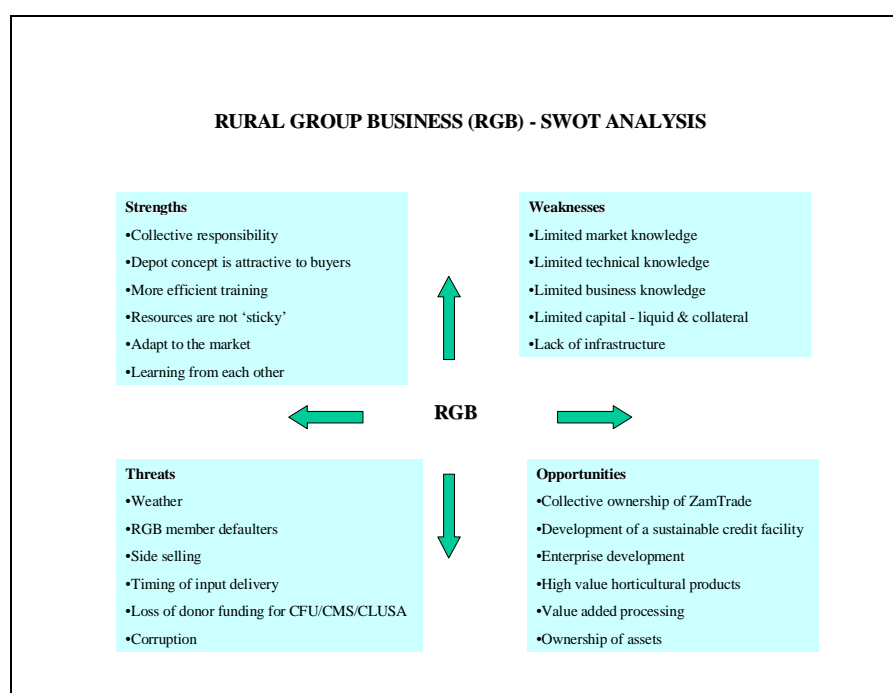 RURAL GROUP BUSINESS (RGB) - SWOT ANALYSIS
Strengths
•Collective responsibility
•Depot concept is attractive to buyers
•More efficient training
•Resources are not ‘sticky’
•Adapt to the market
•Learning from each other
Weaknesses
•Limited market knowledge
•Limited technical knowledge
•Limited business knowledge
•Limited capital - liquid & collateral
•Lack of infrastructure
RGB
Threats
•Weather
•RGB member defaulters
•Side selling
•Timing of input delivery
•Loss of donor funding for CFU/CMS/CLUSA
•Corruption
Opportunities
•Collective ownership of ZamTrade
•Development of a sustainable credit facility
•Enterprise development
•High value horticultural products
•Value added processing
•Ownership of assets